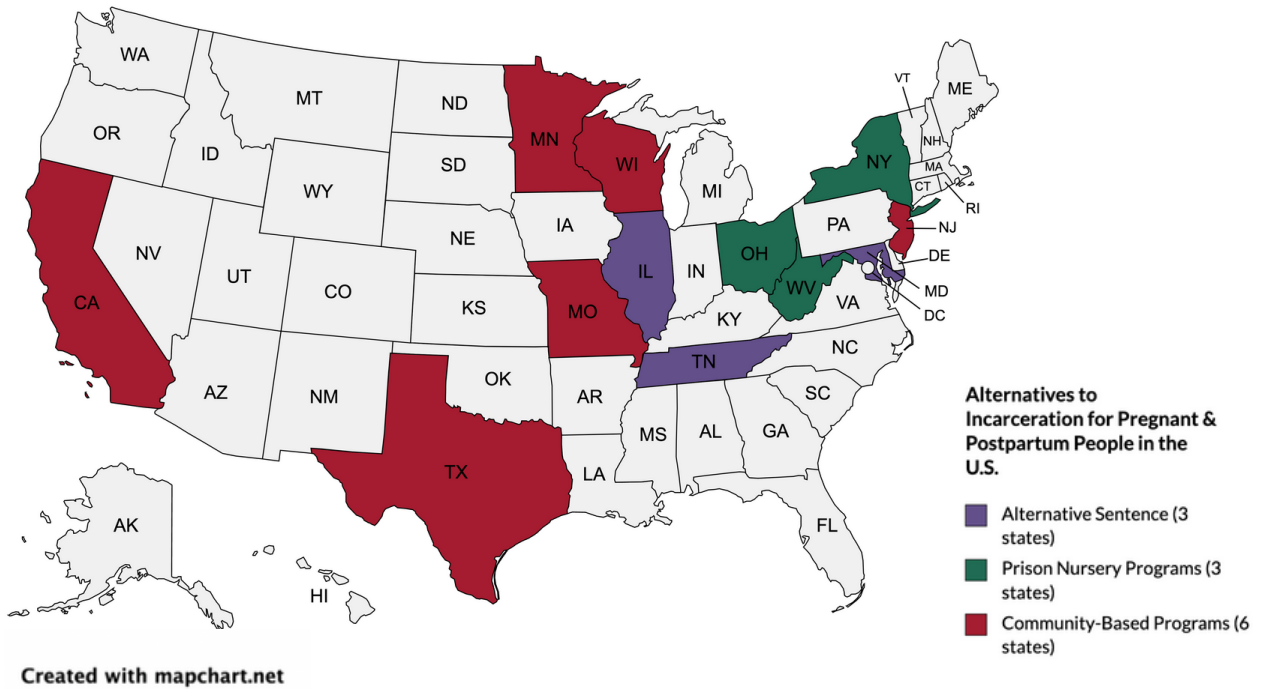 WA
MT
ND
MN
VT
ME
OR
ID
SD
WI
NY
NH
MA
CT
RI
WY
MI
IA
PA
NJ
NV
NE
OH
DE
UT
CO
IL
IN
WV
MD
CA
KS
MO
KY
VA
DC
TN
NC
AZ
NM
OK
AR
SC
MS
AL
GA
TX
LA
FL
AK
HI
Alternatives to
Incarceration for Pregnant &
Postpartum People in the
U.S.
Alternative Sentence (3
states)
Prison Nursery Programs (3
states)
Community-Based Programs (6
states)
Created with mapchart.net